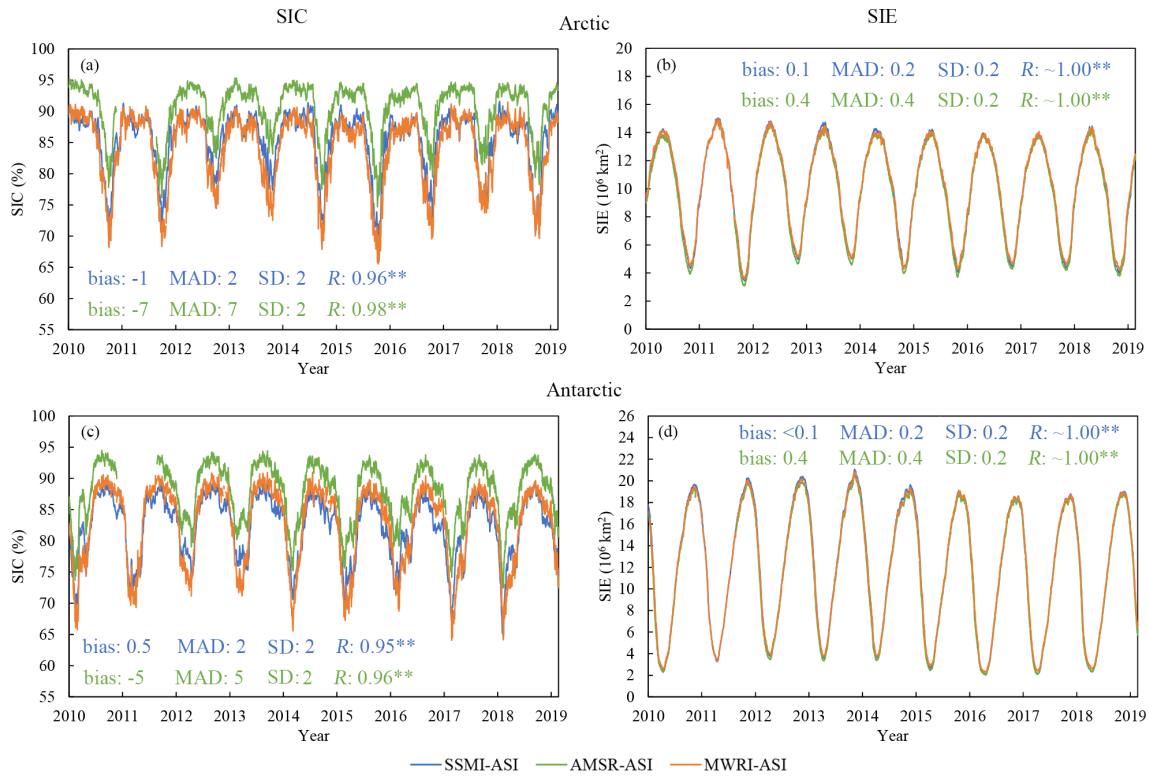 SIC
SIE
Arctic
(a)
100
95
90
85
80
75
70
65
60
55
SIC (%)
bias: -1 MAD: 2 SD: 2 R: 0.96**
bias: -7 MAD: 7 SD: 2 R: 0.98**
2010 2011 2012 2013 2014 2015 2016 2017 2018 2019
Year
(b)
bias: 0.1 MAD: 0.2 SD: 0.2 R: ~1.00**
bias: 0.4 MAD: 0.4 SD: 0.2 R: ~1.00**
20
18
16
14
12
10
8
6
4
2
0
SIE (10⁶ km²)
2010 2011 2012 2013 2014 2015 2016 2017 2018 2019
Year
Antarctic
(c)
100
95
90
85
80
75
70
65
60
55
SIC (%)
bias: 0.5 MAD: 2 SD: 2 R: 0.95**
bias: -5 MAD: 5 SD: 2 R: 0.96**
2010 2011 2012 2013 2014 2015 2016 2017 2018 2019
Year
(d)
bias: <0.1 MAD: 0.2 SD: 0.2 R: ~1.00**
bias: 0.4 MAD: 0.4 SD: 0.2 R: ~1.00**
26
24
22
20
18
16
14
12
10
8
6
4
2
0
SIE (10⁶ km²)
2010 2011 2012 2013 2014 2015 2016 2017 2018 2019
Year
SSMI-ASI AMSR-ASI MWRI-ASI